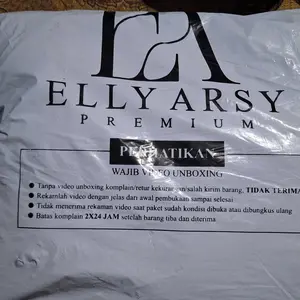 ELLY ARSY
PREMIUM
PERHATIKAN
WAJIB VIDEO UNBOXING
Tanpa video unboxing komplain/retur kekurangan/salah kirim barang, TIDAK TERIMA
Rekamlah video dengan jelas dari awal pembukaan sampai selesai
Tidak menerima rekaman video saat paket sudah kondisi dibuka atau dibungkus ulang
Batas komplain 2X24 JAM setelah barang tiba dan diterima